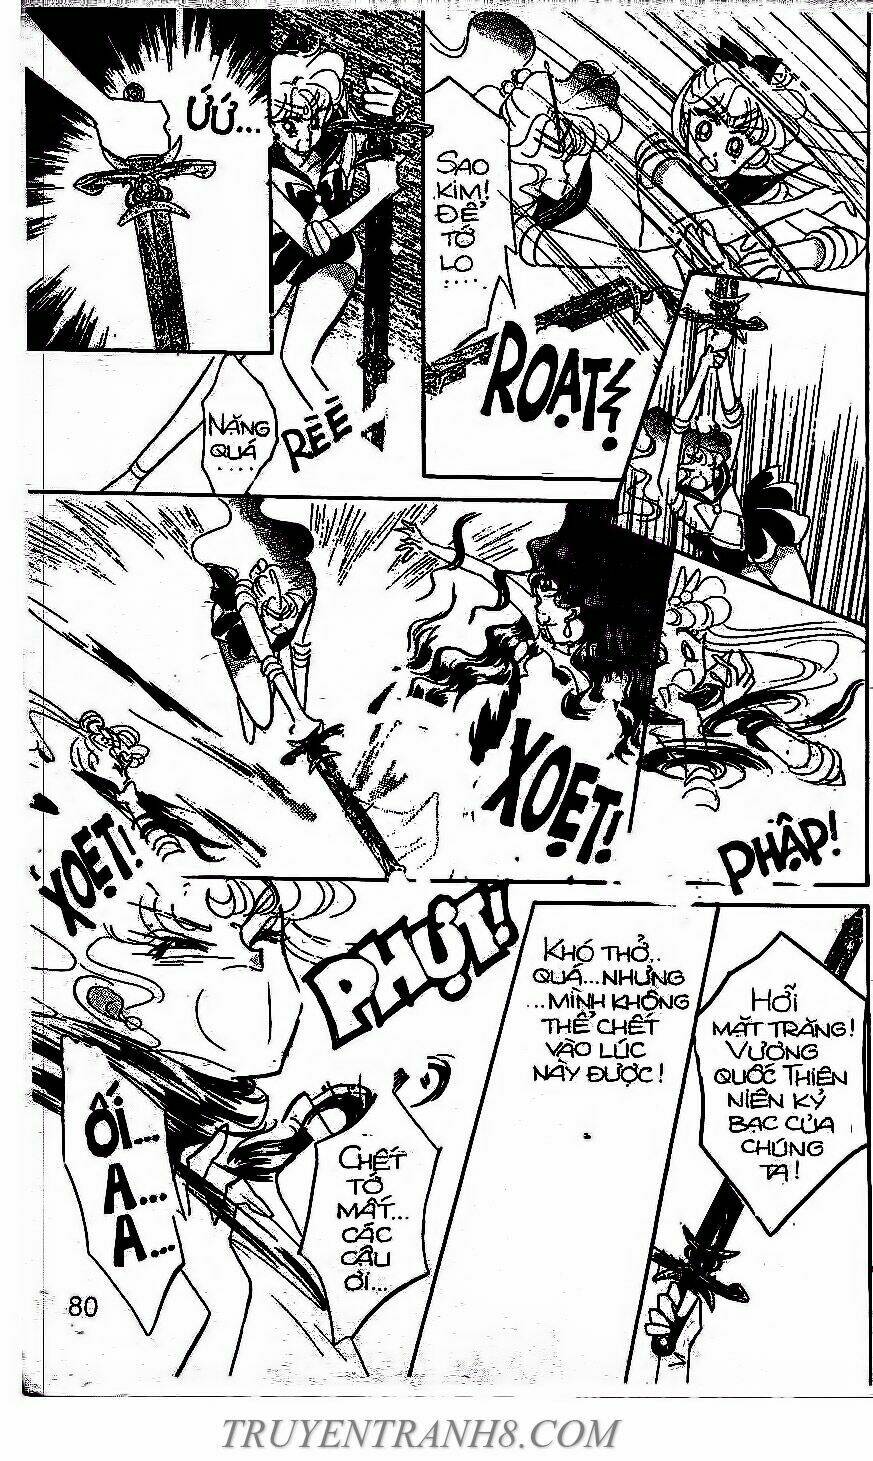 ỨỨ...
SAO
KIM!
ĐỂ
TỚ
LO
....
ROẠT!
NẶNG
QUÁ
....
RÈÈ
XOẸT!
XOẸT!
PHẬP!
PHỰT!
KHÓ THỞ..
QUÁ...NHƯNG
...MÌNH KHÔNG
THỂ CHẾT
VÀO LÚC
NÀY ĐƯỢC!
HỠI
MẶT TRĂNG!
VƯƠNG
QUỐC THIÊN
NIÊN KỶ
BẠC CỦA
CHÚNG
TA!
ỐI...
A...
A...
CHẾT
TỚ
MẤT...
CÁC
CẬU
ƠI...
80
TRUYENTRANH8.COM